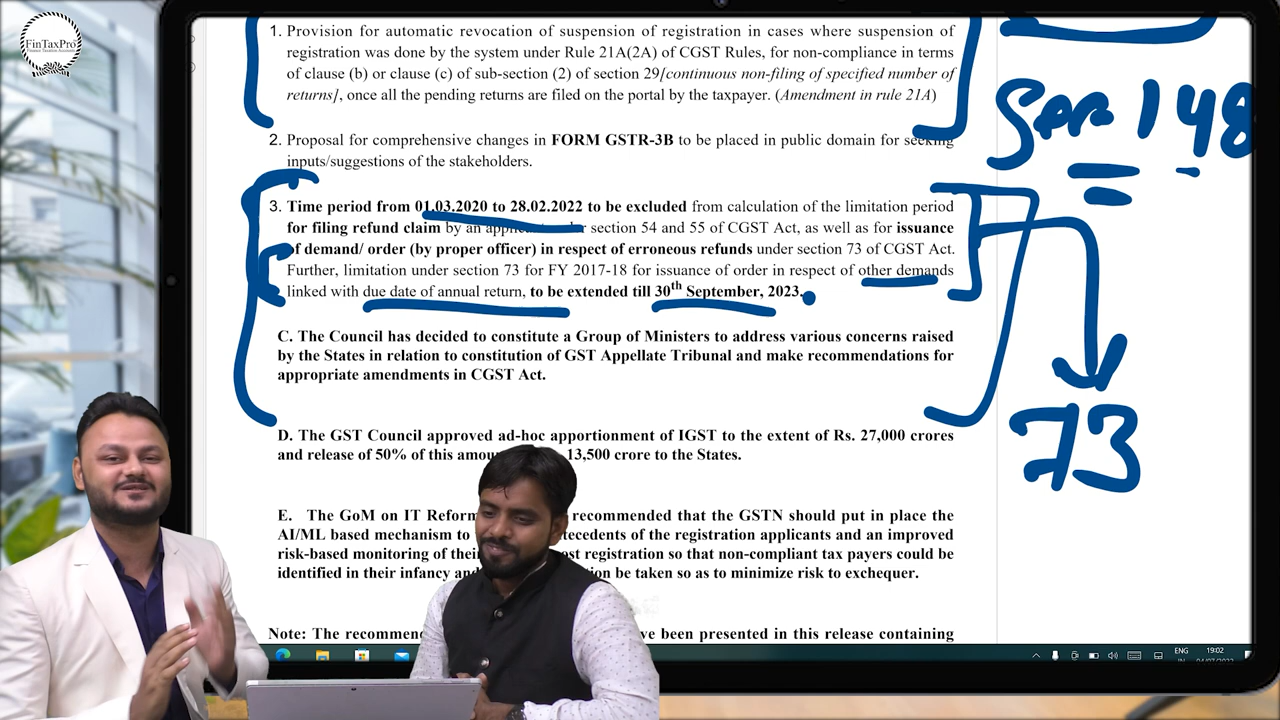 FinTaxPro
1. Provision for automatic revocation of suspension of registration in cases where suspension of
registration was done by the system under Rule 21A(2A) of CGST Rules, for non-compliance in terms
of clause (b) or clause (c) of sub-section (2) of section 29[continuous non-filing of specified number of
returns], once all the pending returns are filed on the portal by the taxpayer. (Amendment in rule 21A)
148
2. Proposal for comprehensive changes in FORM GSTR-3B to be placed in public domain for seeking
inputs/suggestions of the stakeholders.
3. Time period from 01.03.2020 to 28.02.2022 to be excluded from calculation of the limitation period
for filing refund claim by an section 54 and 55 of CGST Act, as well as for issuance
of demand/ order (by proper officer) in respect of erroneous refunds under section 73 of CGST Act.
Further, limitation under section 73 for FY 2017-18 for issuance of order in respect of other demands
linked with due date of annual return, to be extended till 30th September, 2023.
C. The Council has decided to constitute a Group of Ministers to address various concerns raised
by the States in relation to constitution of GST Appellate Tribunal and make recommendations for
appropriate amendments in CGST Act.
73
D. The GST Council approved ad-hoc apportionment of IGST to the extent of Rs. 27,000 crores
and release of 50% of this 13,500 crore to the States.
E. The GoM on IT recommended that the GSTN should put in place the
AI/ML based mechanism to of the registration applicants and an improved
risk-based monitoring of their registration so that non-compliant tax payers could be
identified in their infancy be taken so as to minimize risk to exchequer.
Note: The been presented in this release containing
ENG
19:02